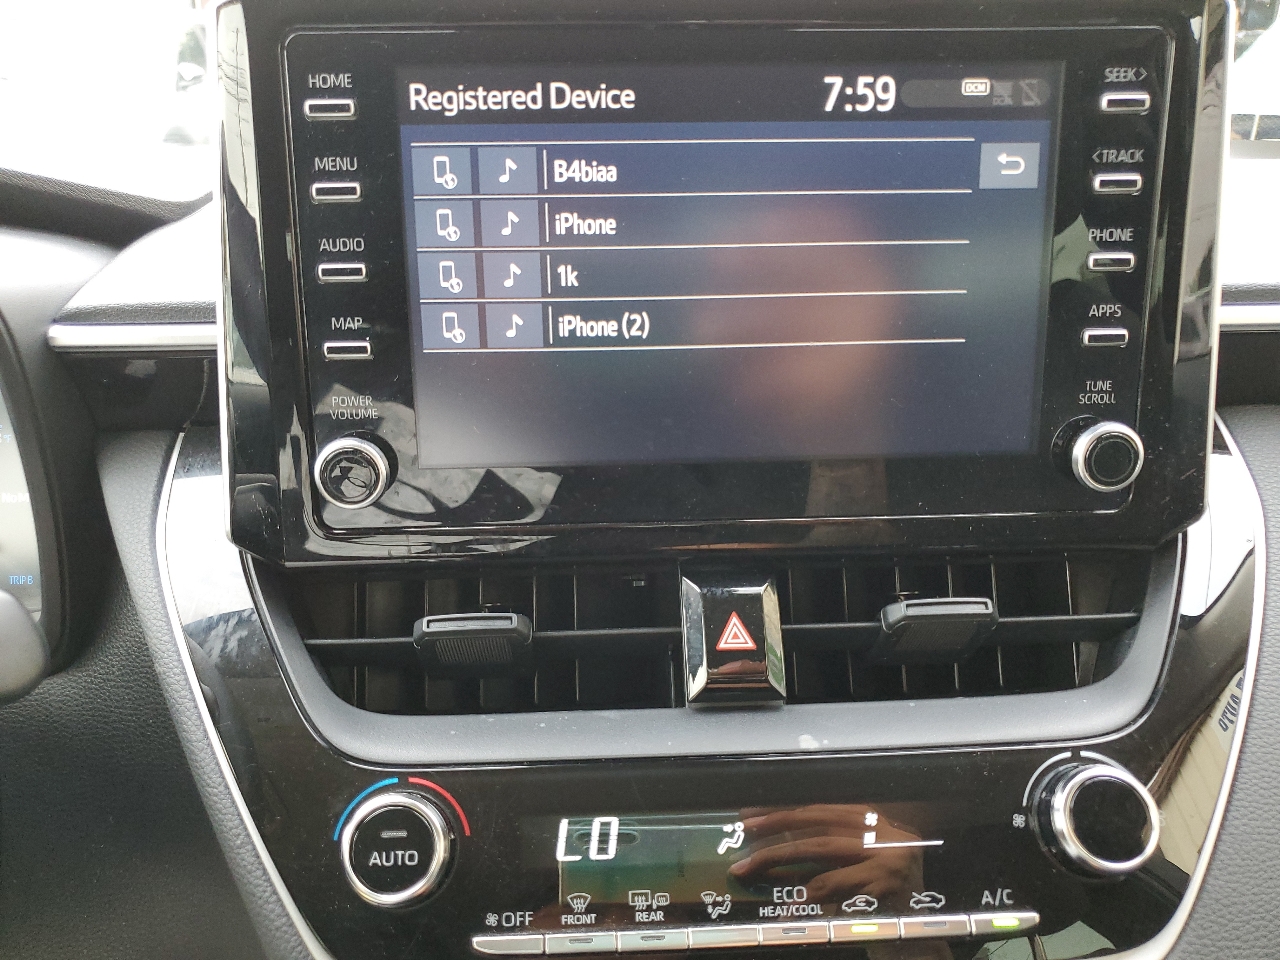 HOME
MENU
AUDIO
MAP
POWER
VOLUME
Registered Device
7:59
DCM
B4biaa
iPhone
1k
iPhone (2)
SEEK>
<TRACK
PHONE
APPS
TUNE
SCROLL
TRIP B
AUTO
LO
OFF
FRONT
REAR
ECO
HEAT/COOL
A/C